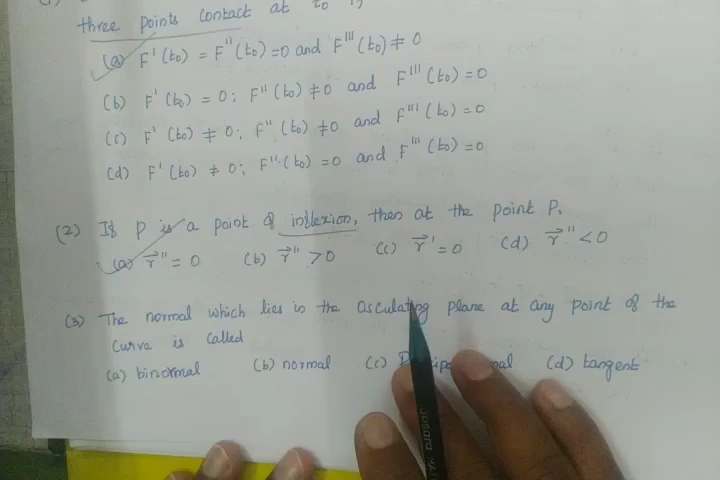 three points contact at t₀ if
(a) F'(t₀) = F''(t₀) = 0 and F'''(t₀) ≠ 0
(b) F'(t₀) = 0; F''(t₀) ≠ 0 and F'''(t₀) = 0
(c) F'(t₀) ≠ 0; F''(t₀) ≠ 0 and F'''(t₀) = 0
(d) F'(t₀) ≠ 0; F''(t₀) = 0 and F'''(t₀) = 0
(2) If P is a point of inflexion, then at the point P,
(a) r⃗'' = 0 (b) r⃗'' > 0 (c) r⃗' = 0 (d) r⃗'' < 0
(3) The normal which lies in the Osculating plane at any point of the
curve is called
(a) binormal (b) normal (c) (d) tangent